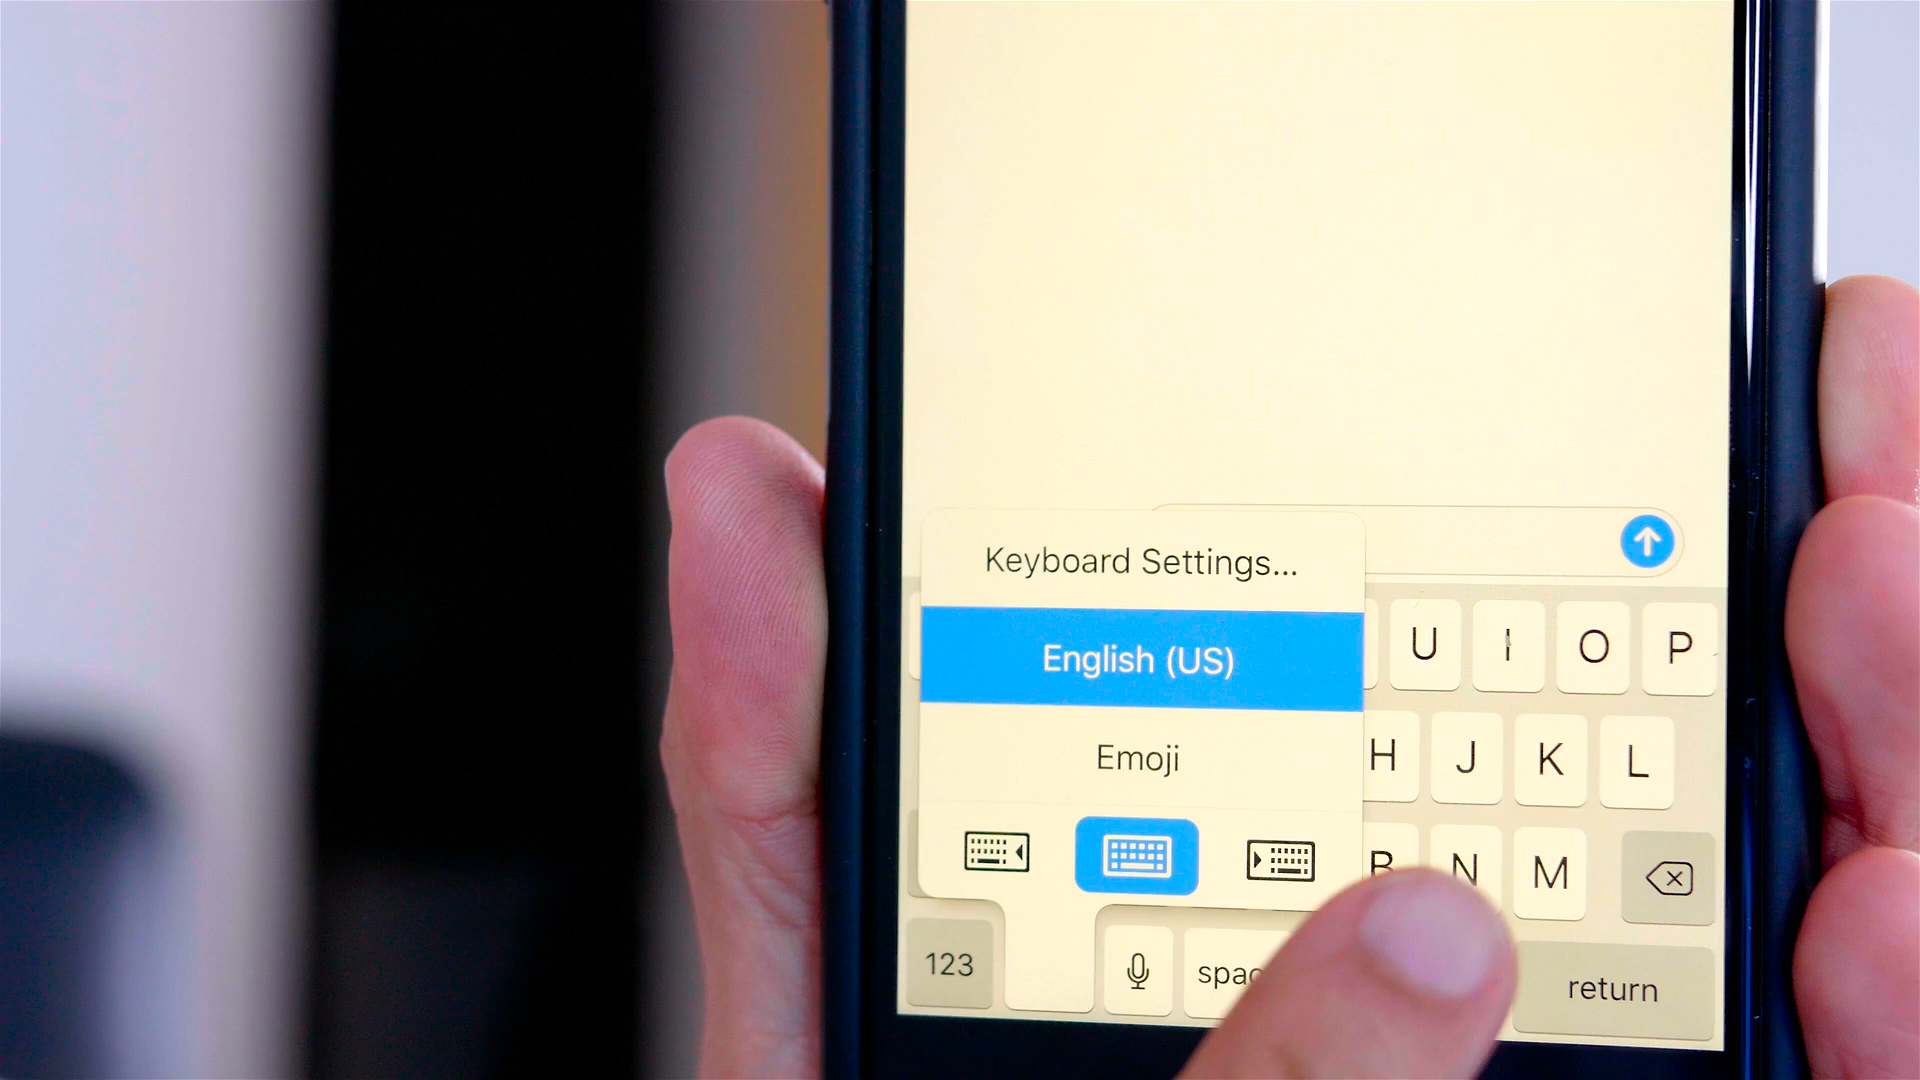 Keyboard Settings...
English (US)
U I O P
Emoji
H J K L
B N M
123
return